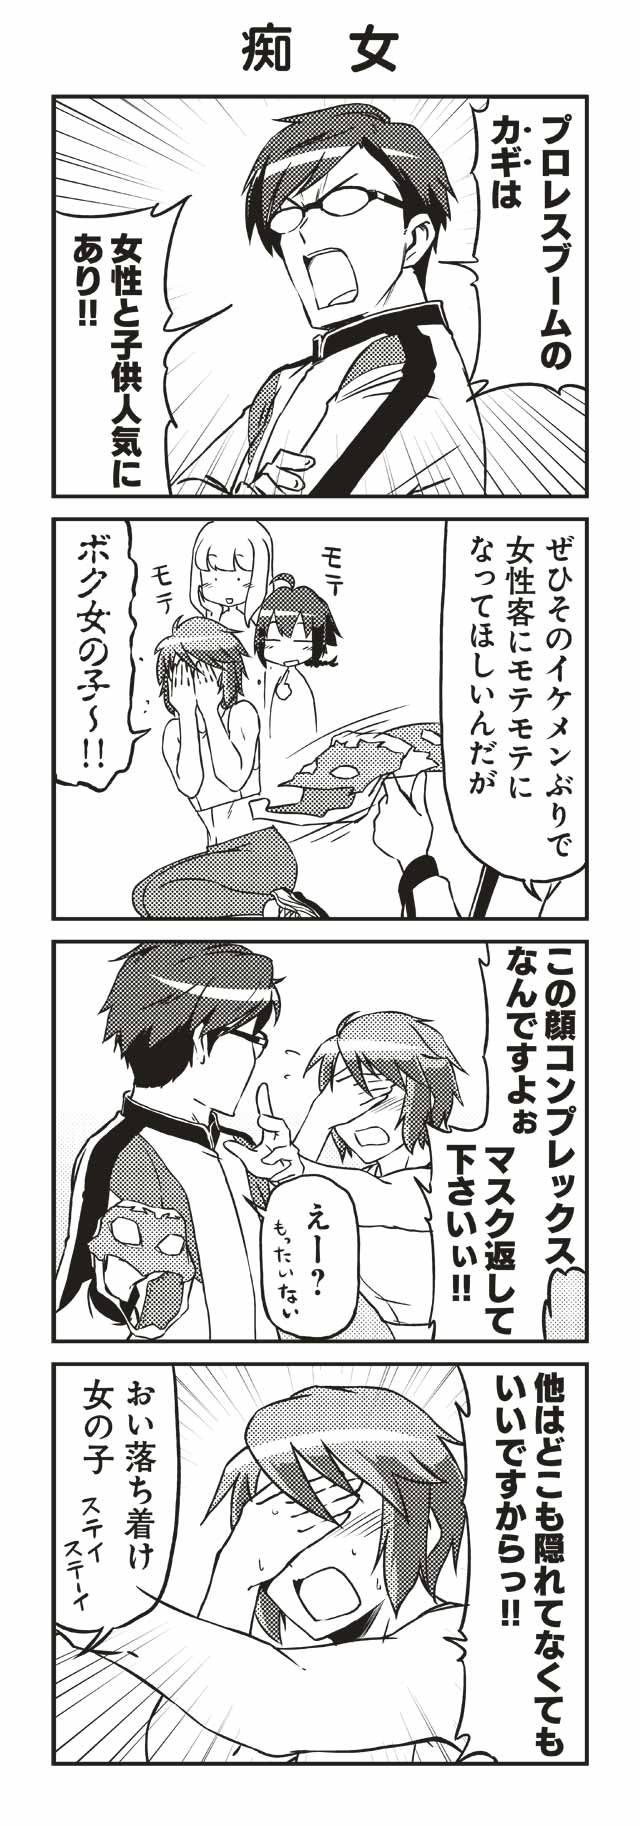 痴女
プロレスブームの
カギは
女性と子供人気に
あり!!
ぜひそのイケメンぶりで
女性客にモテモテに
なってほしいんだが
モテ
モテ
ボク女の子〜!!
この顔コンプレックス
なんですよぉ
マスク返して
下さいぃ!!
えー?
もったいない
他はどこも隠れてなくても
いいですからっ!!
おい落ち着け
女の子
ステイ
ステーイ